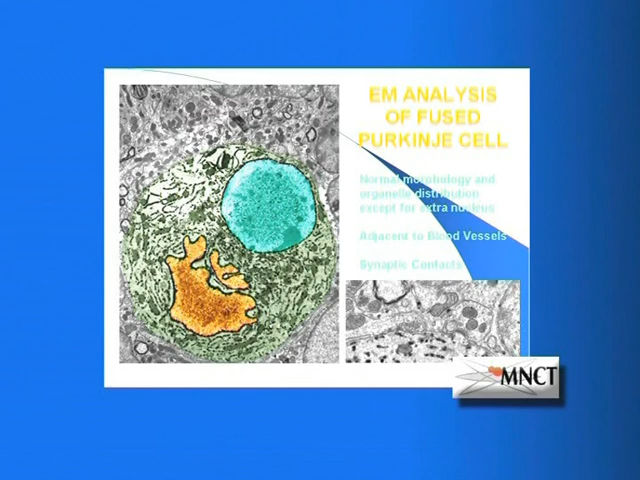 EM ANALYSIS
OF FUSED
PURKINJE CELL
Normal morphology and
organelle distribution
except for extra nucleus
Adjacent to Blood Vessels
Synaptic Contacts
MNCT